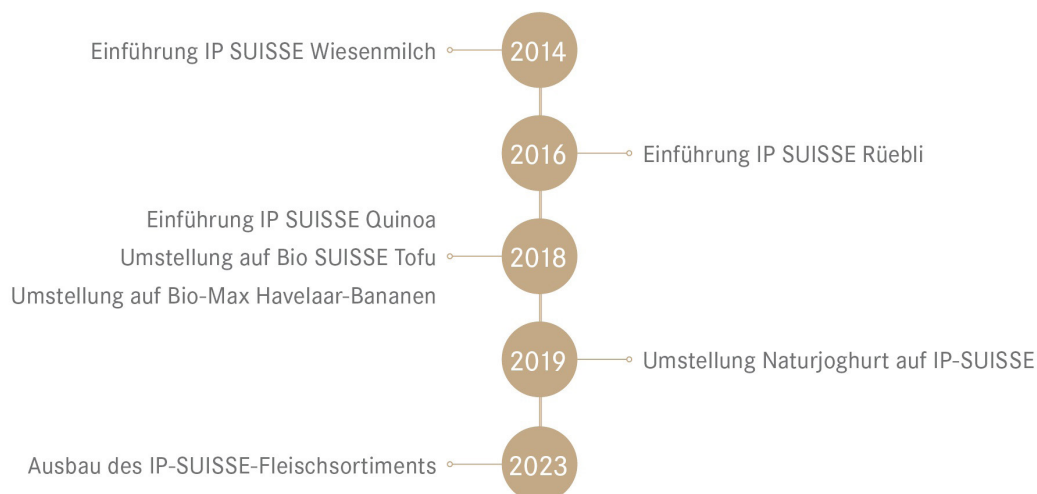 Einführung IP SUISSE Wiesenmilch
2014
2016
Einführung IP SUISSE Rüebli
Einführung IP SUISSE Quinoa
Umstellung auf Bio SUISSE Tofu
Umstellung auf Bio-Max Havelaar-Bananen
2018
2019
Umstellung Naturjoghurt auf IP-SUISSE
Ausbau des IP-SUISSE-Fleischsortiments
2023